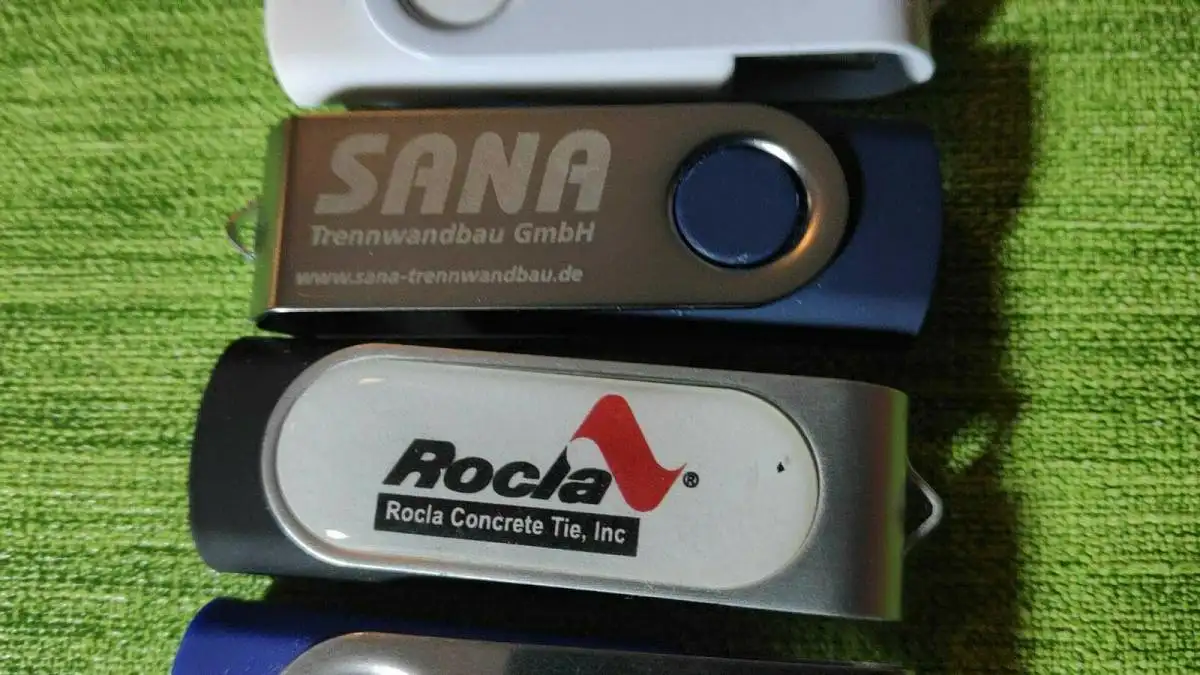 SANA
Trennwandbau GmbH
www.sana-trennwandbau.de
Rocla®
Rocla Concrete Tie, Inc